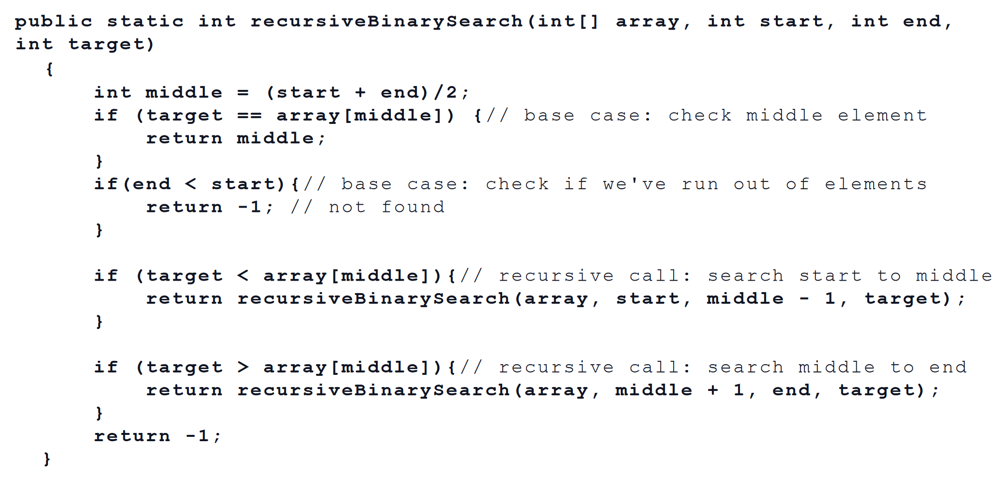 public static int recursiveBinarySearch(int[] array, int start, int end,
int target)
{
int middle = (start + end)/2;
if (target == array[middle]) {// base case: check middle element
return middle;
}
if(end < start){// base case: check if we've run out of elements
return -1; // not found
}
if (target < array[middle]){// recursive call: search start to middle
return recursiveBinarySearch(array, start, middle - 1, target);
}
if (target > array[middle]){// recursive call: search middle to end
return recursiveBinarySearch(array, middle + 1, end, target);
}
return -1;
}